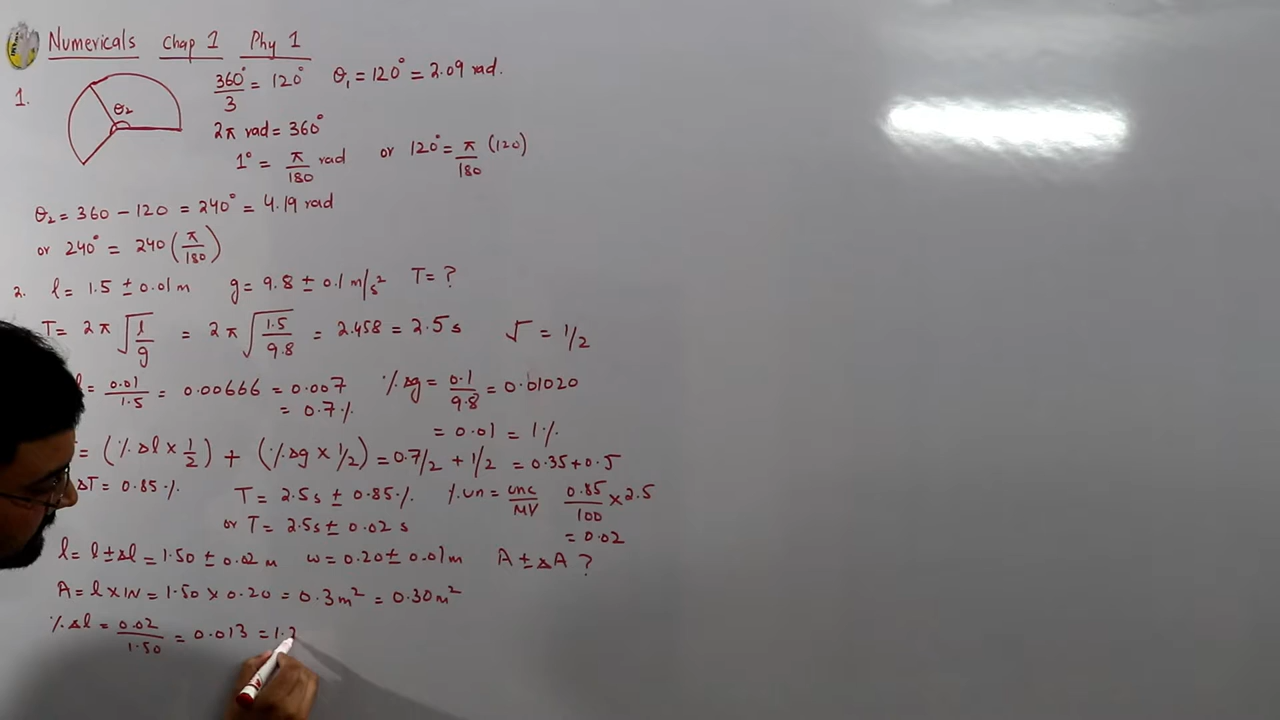 Numericals Chap 1 Phy 1
1.
θ₂
360°/3 = 120° θ₁ = 120° = 2.09 rad.
2π rad = 360°
1° = π/180 rad or 120° = π/180 (120)
θ₂ = 360 − 120 = 240° = 4.19 rad
or 240° = 240 (π/180)
2. l = 1.5 ± 0.01 m g = 9.8 ± 0.1 m/s² T = ?
T = 2π √(l/g) = 2π √(1.5/9.8) = 2.458 = 2.5 s √ = 1/2
= 0.01/1.5 = 0.00666 = 0.007 %Δg = 0.1/9.8 = 0.01020
= 0.7% = 0.01 = 1%
= (%Δl × 1/2) + (%Δg × 1/2) = 0.7/2 + 1/2 = 0.35 + 0.5
ΔT = 0.85% T = 2.5 s ± 0.85% %un = unc/MV 0.85/100 × 2.5
or T = 2.5 s ± 0.02 s = 0.02
l = l ± Δl = 1.50 ± 0.02 m w = 0.20 ± 0.01 m A ± ΔA ?
A = l × W = 1.50 × 0.20 = 0.3 m² = 0.30 m²
%Δl = 0.02/1.50 = 0.013 = 1.